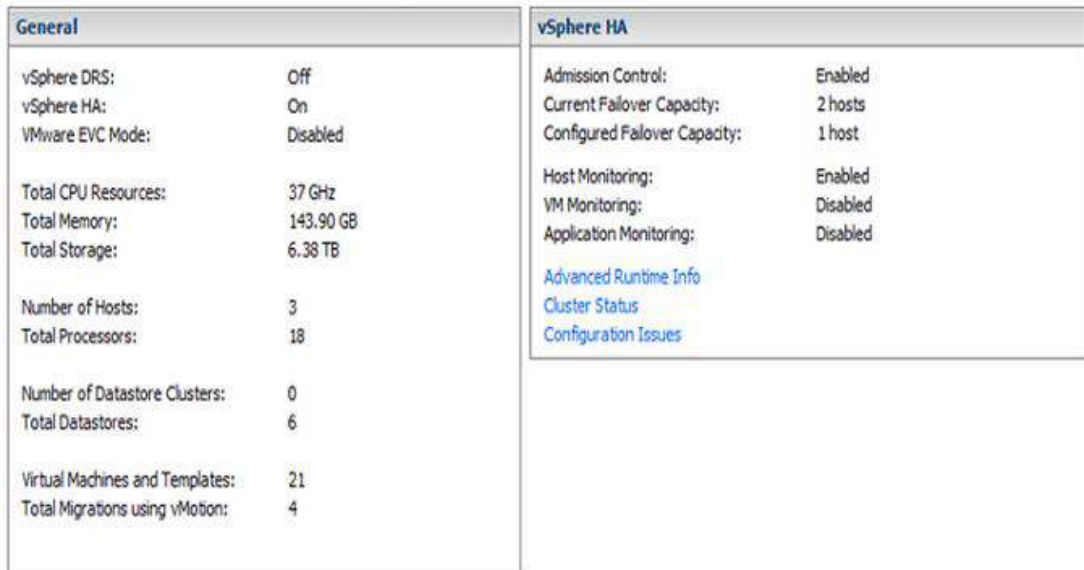 General
vSphere DRS: Off
vSphere HA: On
VMware EVC Mode: Disabled
Total CPU Resources: 37 GHz
Total Memory: 143.90 GB
Total Storage: 6.38 TB
Number of Hosts: 3
Total Processors: 18
Number of Datastore Clusters: 0
Total Datastores: 6
Virtual Machines and Templates: 21
Total Migrations using vMotion: 4
vSphere HA
Admission Control: Enabled
Current Failover Capacity: 2 hosts
Configured Failover Capacity: 1 host
Host Monitoring: Enabled
VM Monitoring: Disabled
Application Monitoring: Disabled
Advanced Runtime Info
Cluster Status
Configuration Issues